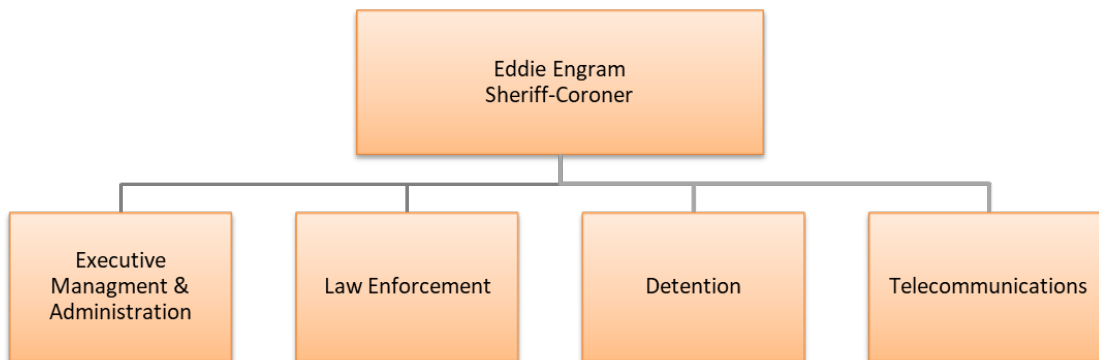 Eddie Engram
Sheriff-Coroner
Executive
Managment &
Administration
Law Enforcement
Detention
Telecommunications